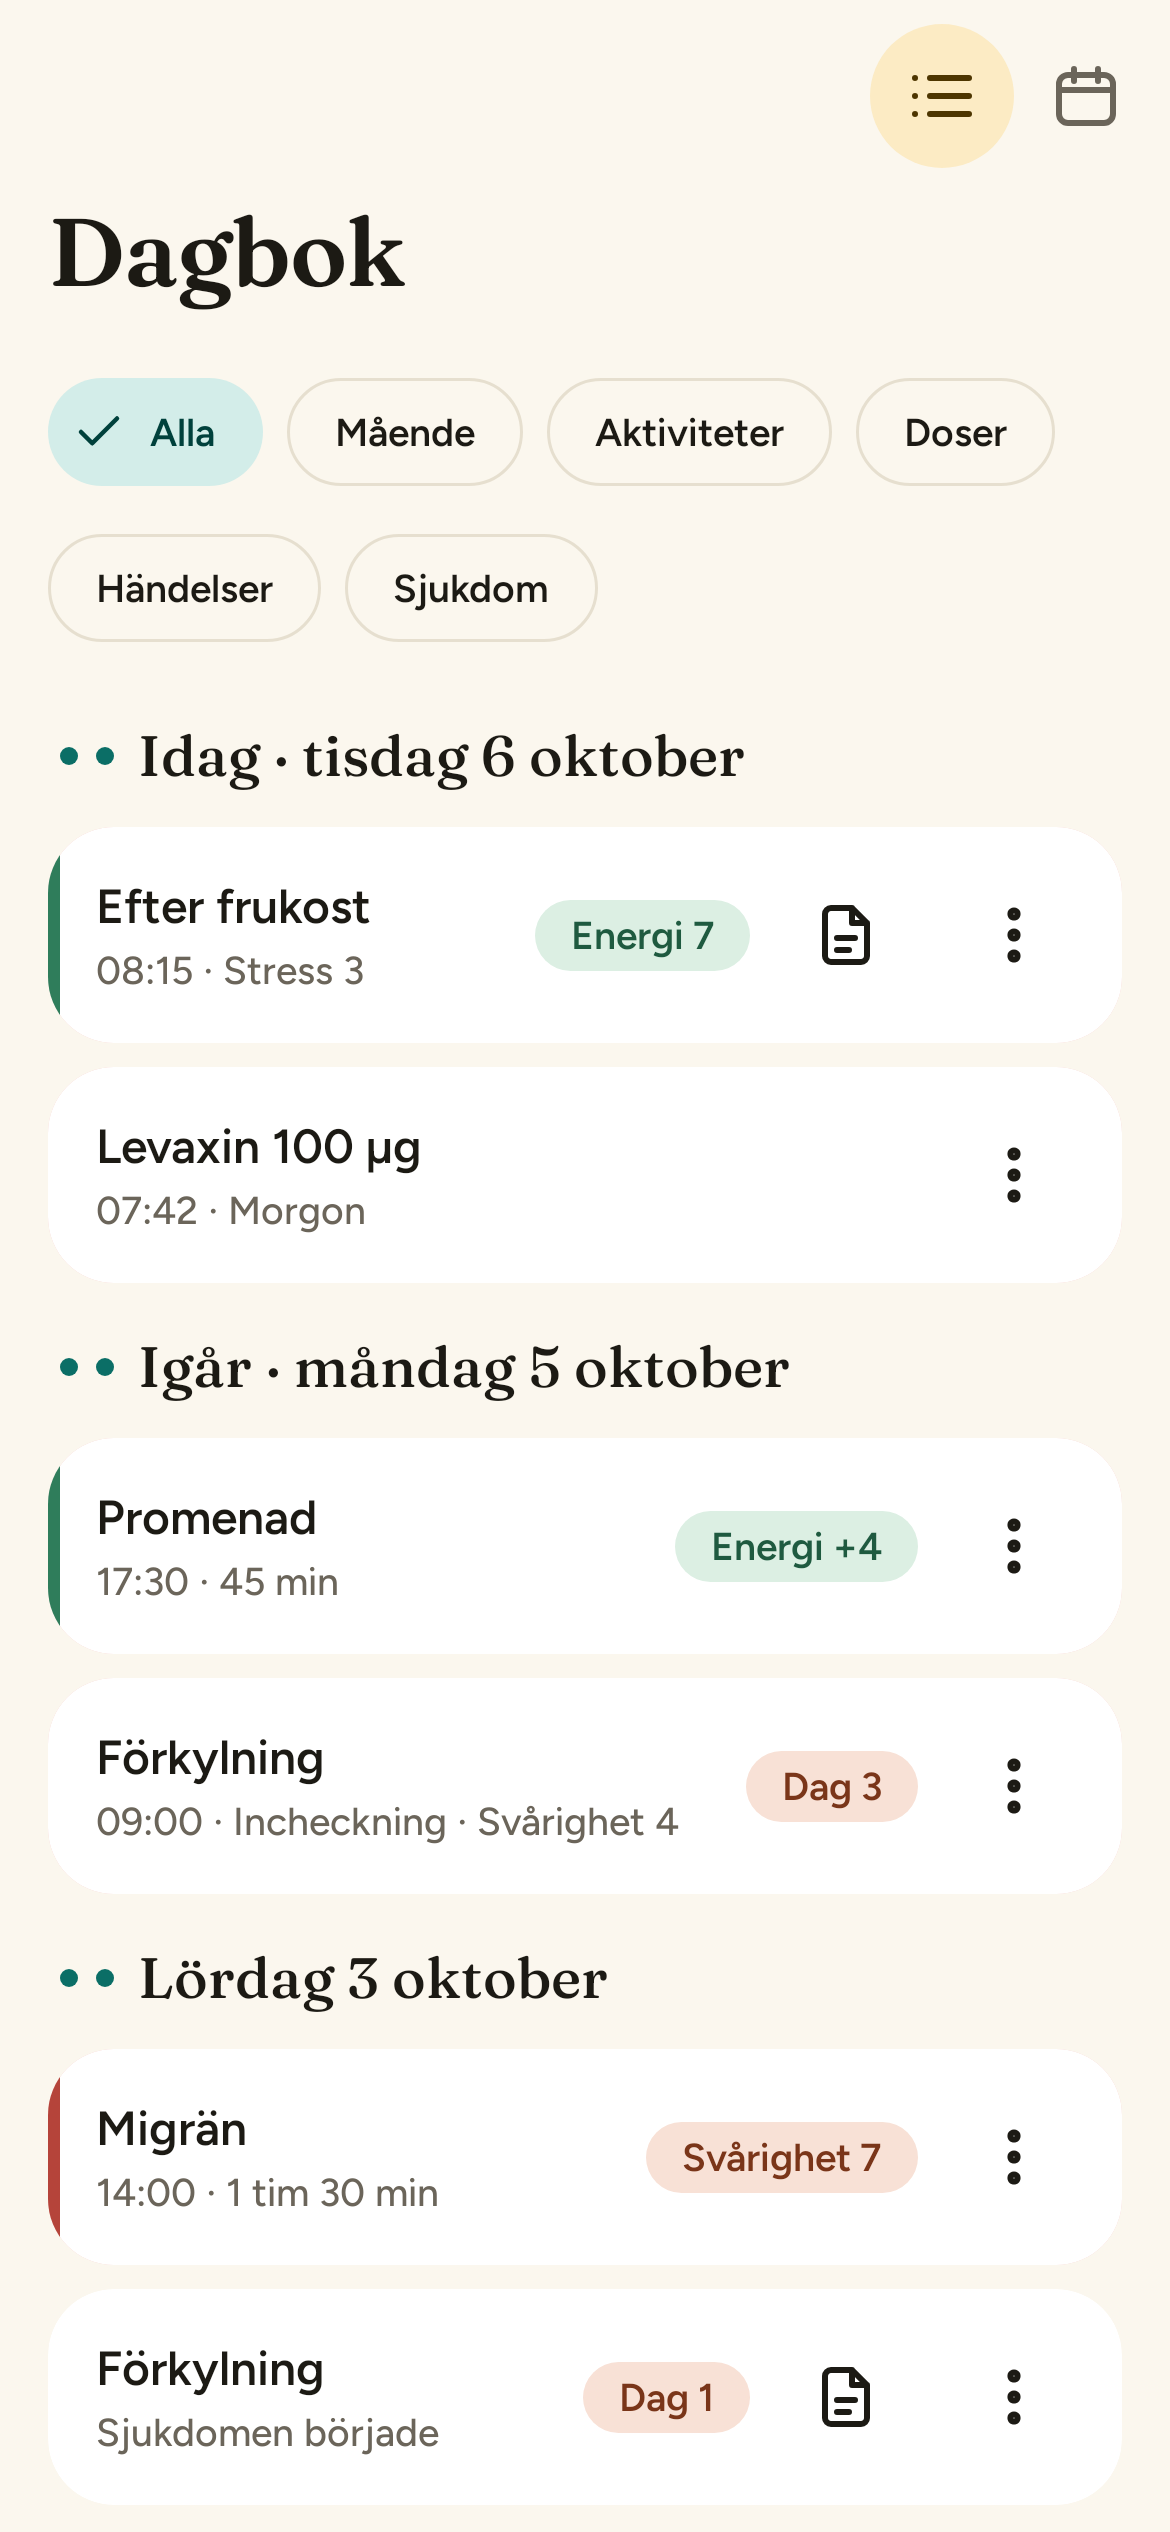 Dagbok
Alla
Mående
Aktiviteter
Doser
Händelser
Sjukdom
Idag · tisdag 6 oktober
Efter frukost
08:15 · Stress 3
Energi 7
Levaxin 100 µg
07:42 · Morgon
Igår · måndag 5 oktober
Promenad
17:30 · 45 min
Energi +4
Förkylning
09:00 · Incheckning · Svårighet 4
Dag 3
Lördag 3 oktober
Migrän
14:00 · 1 tim 30 min
Svårighet 7
Förkylning
Sjukdomen började
Dag 1